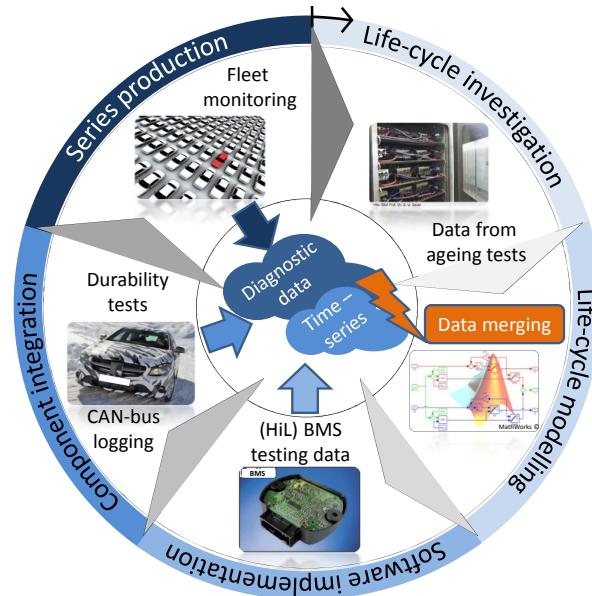 Series production
Life-cycle investigation
Fleet
monitoring
Data from
ageing tests
Diagnostic
data
Time –
series
Durability
tests
Data merging
MathWorks ©
CAN-bus
logging
(HiL) BMS
testing data
BMS
Component integration
Software implementation
Life-cycle modelling